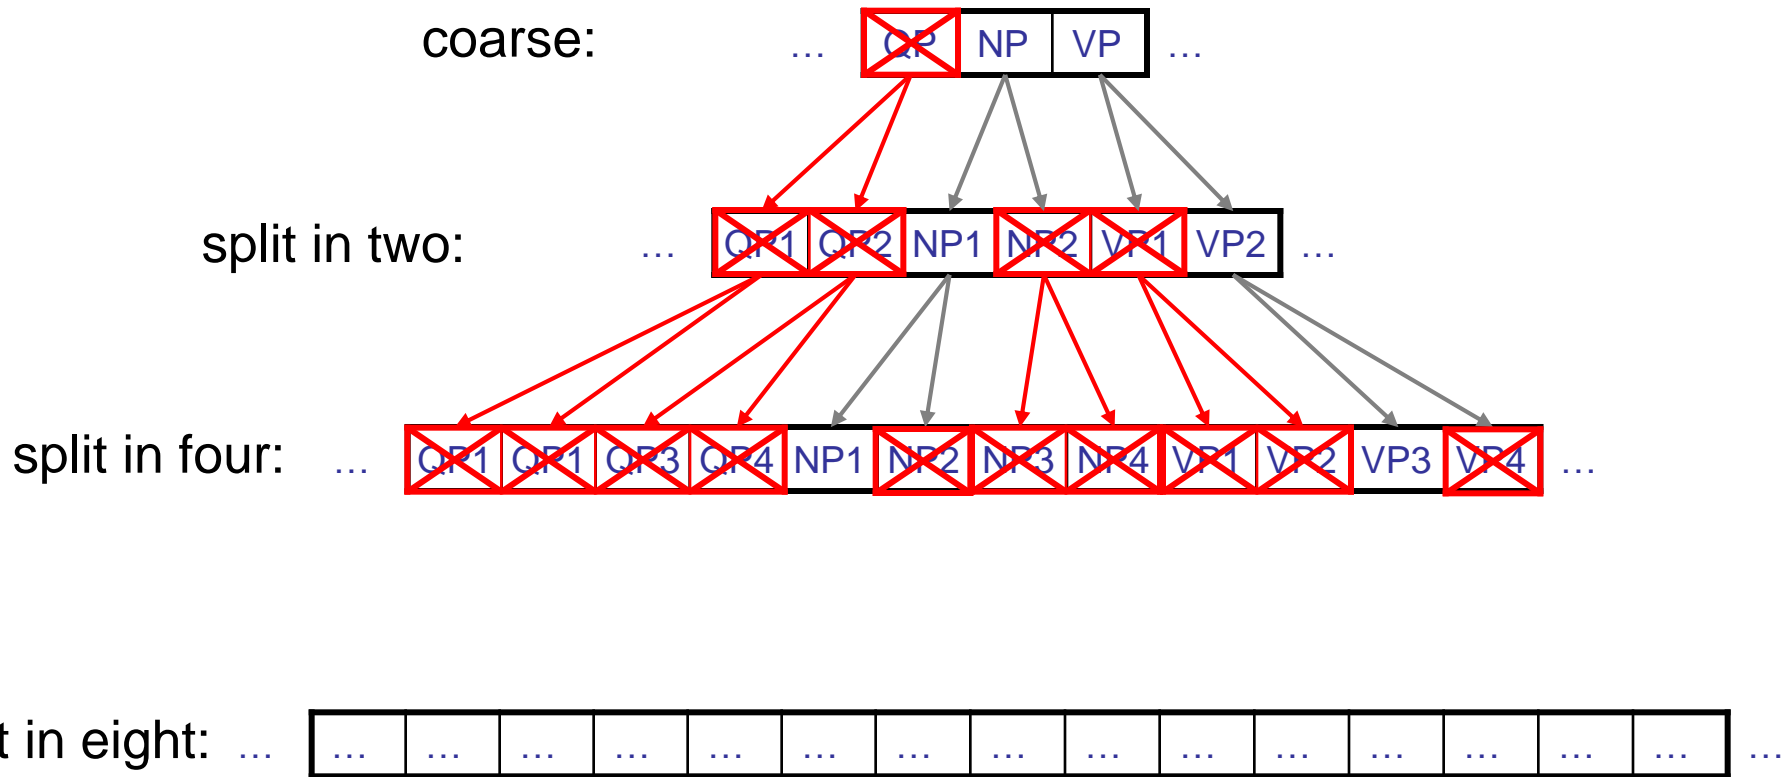 coarse: … QP NP VP …
split in two: … QP1 QP2 NP1 NP2 VP1 VP2 …
split in four: … QP1 QP1 QP3 QP4 NP1 NP2 NP3 NP4 VP1 VP2 VP3 VP4 …
t in eight: … … … … … … … … … … … … … … … … …